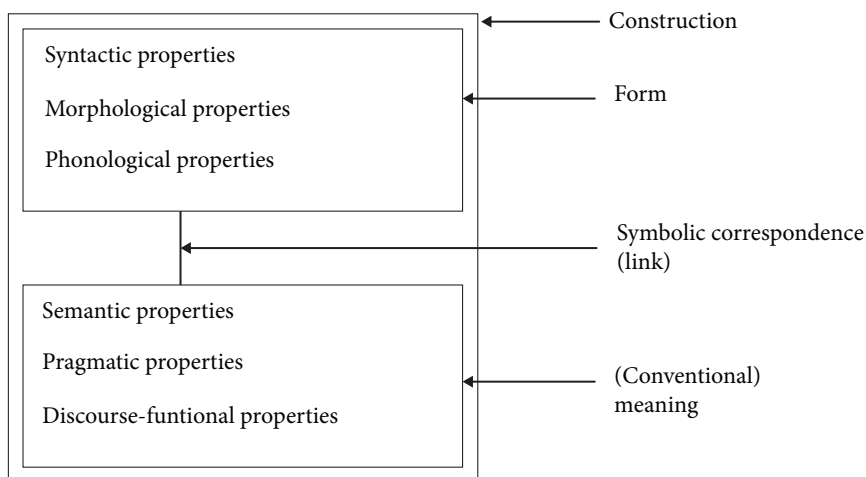 Construction
Syntactic properties
Morphological properties
Form
Phonological properties
Symbolic correspondence
(link)
Semantic properties
Pragmatic properties
(Conventional)
meaning
Discourse-funtional properties